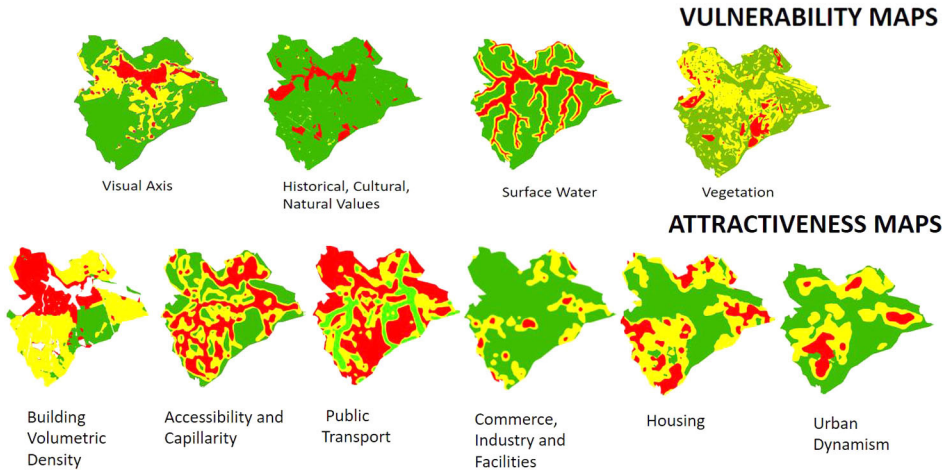 VULNERABILITY MAPS
Visual Axis
Historical, Cultural,
Natural Values
Surface Water
Vegetation
ATTRACTIVENESS MAPS
Building
Volumetric
Density
Accessibility and
Capillarity
Public
Transport
Commerce,
Industry and
Facilities
Housing
Urban
Dynamism